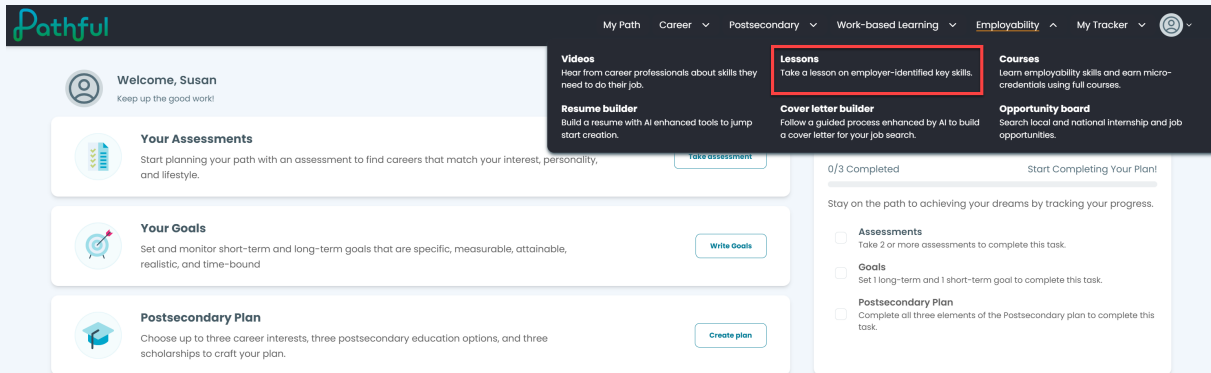 Pathful
My Path Career Postsecondary Work-based Learning Employability My Tracker
Videos
Hear from career professionals about skills they
need to do their job.
Lessons
Take a lesson on employer-identified key skills.
Courses
Learn employability skills and earn micro-
credentials using full courses.
Resume builder
Build a resume with AI enhanced tools to jump
start creation.
Cover letter builder
Follow a guided process enhanced by AI to build
a cover letter for your job search.
Opportunity board
Search local and national internship and job
opportunities.
Welcome, Susan
Keep up the good work!
Your Assessments
Start planning your path with an assessment to find careers that match your interest, personality,
and lifestyle.
Take assessment
Your Goals
Set and monitor short-term and long-term goals that are specific, measurable, attainable,
realistic, and time-bound
Write Goals
Postsecondary Plan
Choose up to three career interests, three postsecondary education options, and three
scholarships to craft your plan.
Create plan
0/3 Completed Start Completing Your Plan!
Stay on the path to achieving your dreams by tracking your progress.
Assessments
Take 2 or more assessments to complete this task.
Goals
Set 1 long-term and 1 short-term goal to complete this task.
Postsecondary Plan
Complete all three elements of the Postsecondary plan to complete this
task.